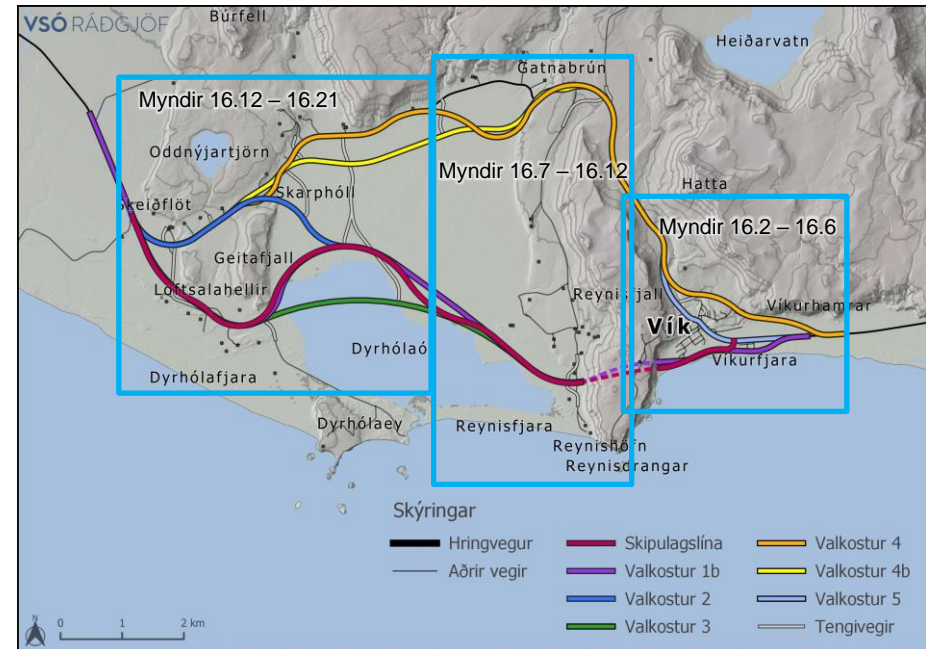 VSÓ RÁÐGJÖF
Búrfell
Heiðarvatn
Gatnabrún
Myndir 16.12 – 16.21
Oddnýjartjörn
Myndir 16.7 – 16.12
Hatta
Skarphóll
Skeiðflöt
Myndir 16.2 – 16.6
Geitafjall
Loftsalahellir
Reynisfjall
Víkurhamrar
Vík
Dyrhólaó
Víkurfjara
Dyrhólafjara
Dyrhólaey
Reynisfjara
Reynishöfn
Reynisdrangar
Skýringar
Hringvegur
Skipulagslína
Valkostur 4
Aðrir vegir
Valkostur 1b
Valkostur 4b
Valkostur 2
Valkostur 5
Valkostur 3
Tengivegir
N
0 1 2 km